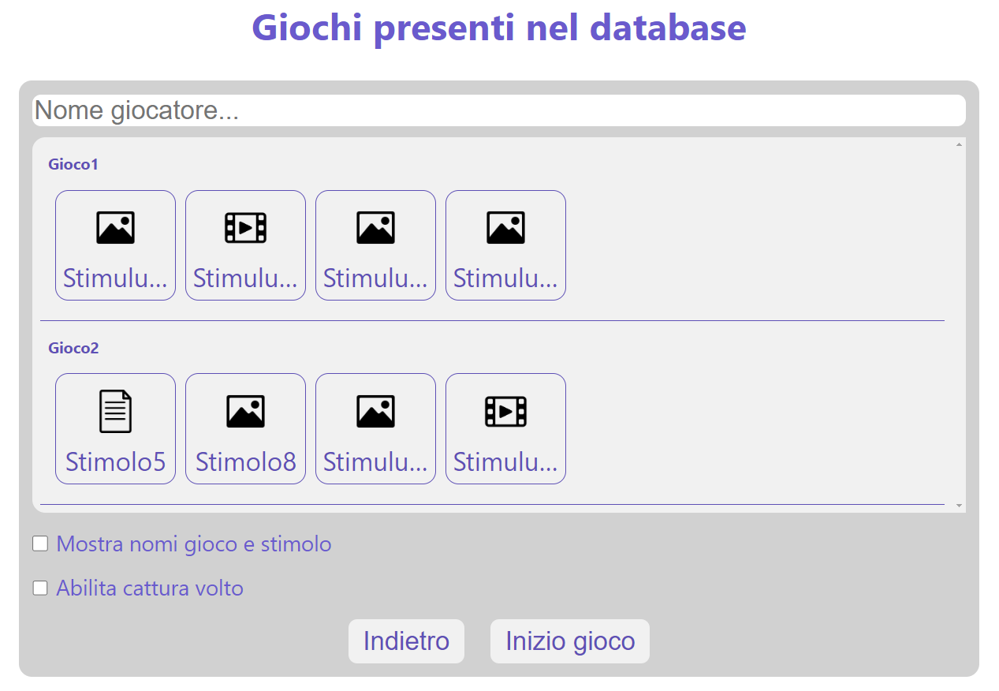 Giochi presenti nel database
Nome giocatore...
Gioco1
Stimulu... Stimulu... Stimulu... Stimulu...
Gioco2
Stimolo5 Stimolo8 Stimulu... Stimulu...
Mostra nomi gioco e stimolo
Abilita cattura volto
Indietro Inizio gioco